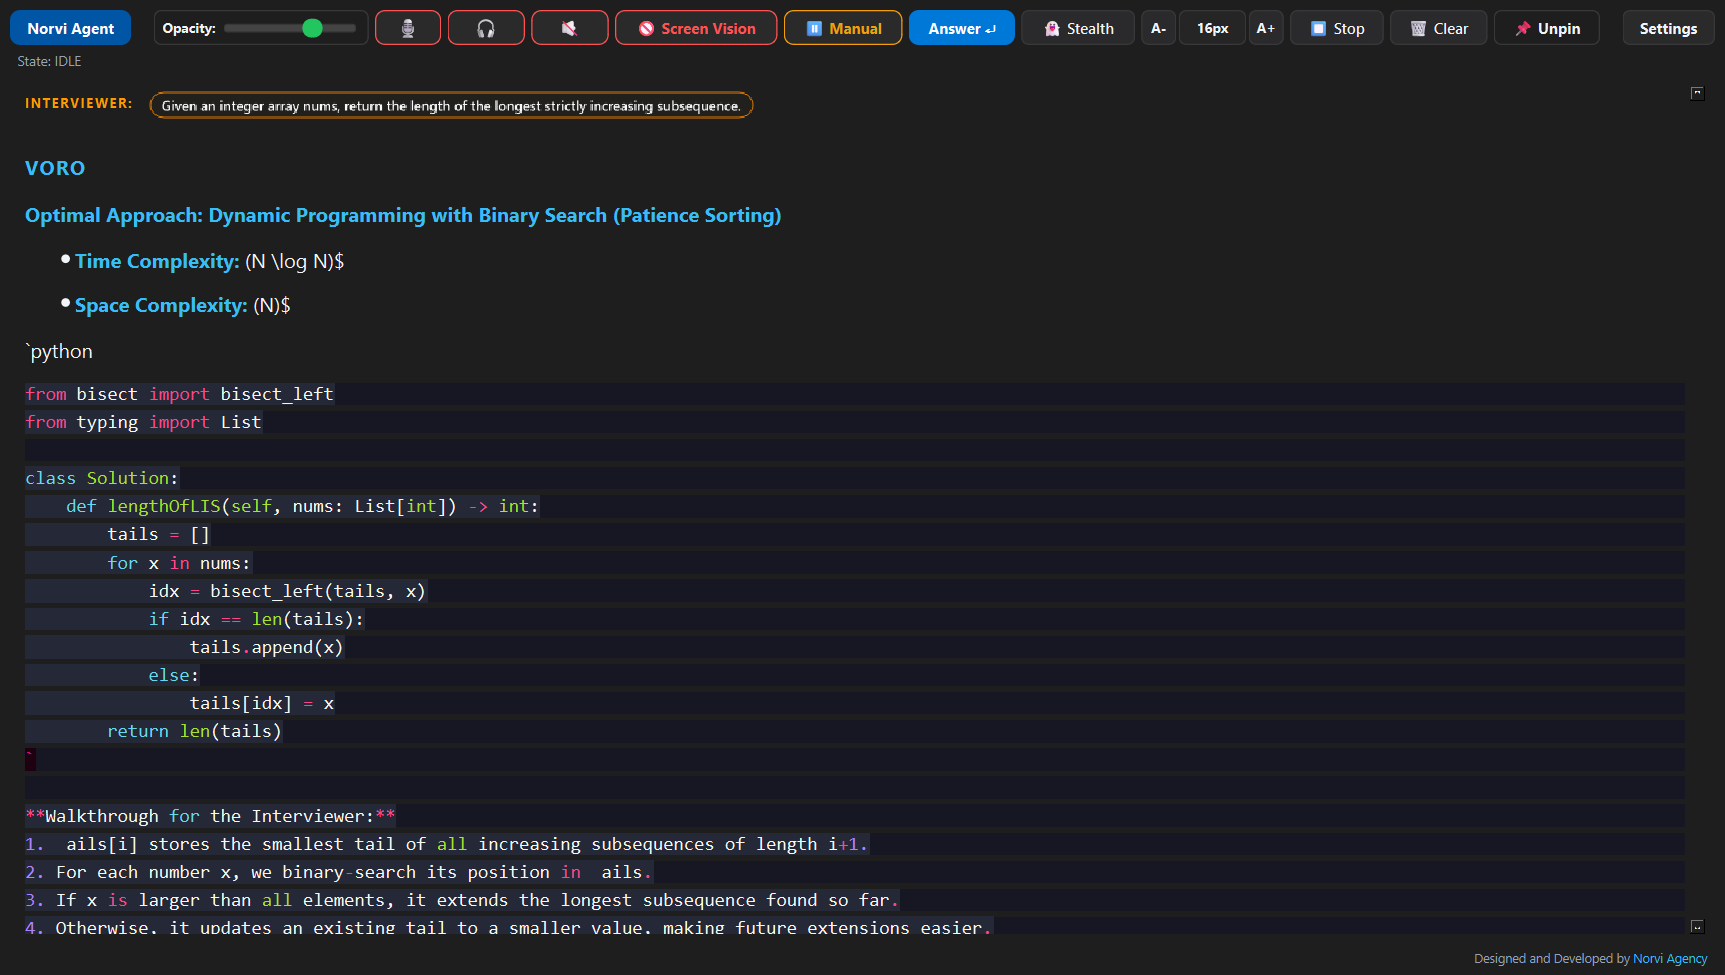 Norvi Agent
Opacity:
Screen Vision
Manual
Answer ↵
Stealth
A-
16px
A+
Stop
Clear
Unpin
Settings
State: IDLE
INTERVIEWER: Given an integer array nums, return the length of the longest strictly increasing subsequence.
VORO
Optimal Approach: Dynamic Programming with Binary Search (Patience Sorting)
• Time Complexity: (N \log N)$
• Space Complexity: (N)$
`python
from bisect import bisect_left
from typing import List
class Solution:
    def lengthOfLIS(self, nums: List[int]) -> int:
        tails = []
        for x in nums:
            idx = bisect_left(tails, x)
            if idx == len(tails):
                tails.append(x)
            else:
                tails[idx] = x
        return len(tails)
`
**Walkthrough for the Interviewer:**
1.  ails[i] stores the smallest tail of all increasing subsequences of length i+1.
2. For each number x, we binary-search its position in  ails.
3. If x is larger than all elements, it extends the longest subsequence found so far.
4. Otherwise, it updates an existing tail to a smaller value, making future extensions easier.
Designed and Developed by Norvi Agency